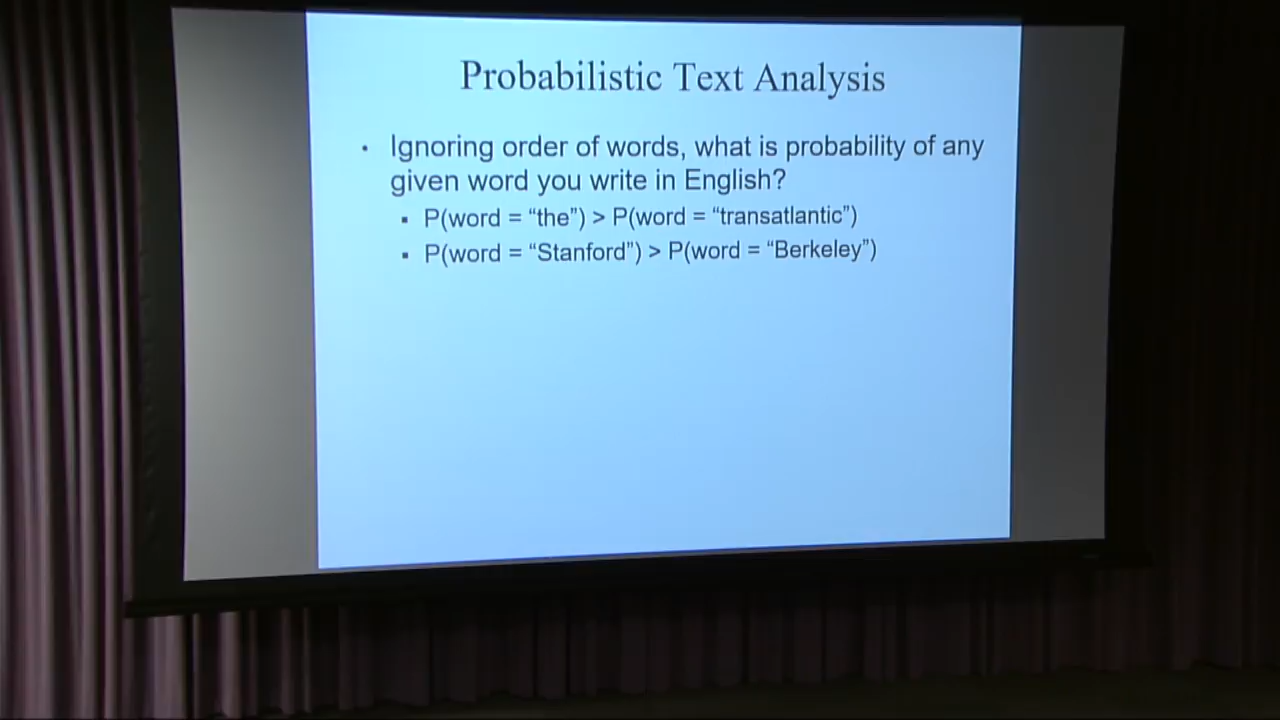 Probabilistic Text Analysis
• Ignoring order of words, what is probability of any
given word you write in English?
▪ P(word = “the”) > P(word = “transatlantic”)
▪ P(word = “Stanford”) > P(word = “Berkeley”)